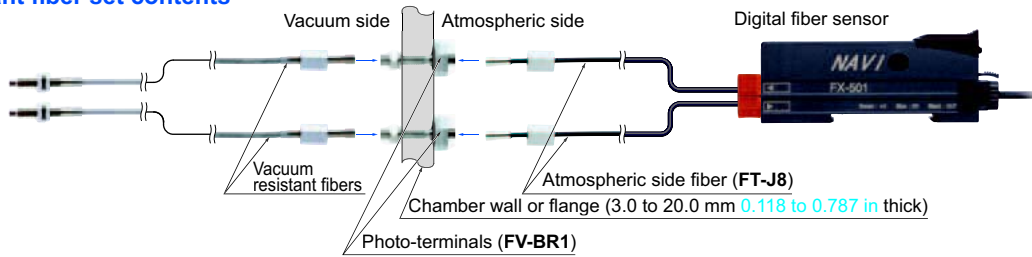 ant fiber set contents
Vacuum side
Atmospheric side
Digital fiber sensor
NAVI
FX-501
Vacuum
resistant fibers
Atmospheric side fiber (FT-J8)
Chamber wall or flange (3.0 to 20.0 mm 0.118 to 0.787 in thick)
Photo-terminals (FV-BR1)